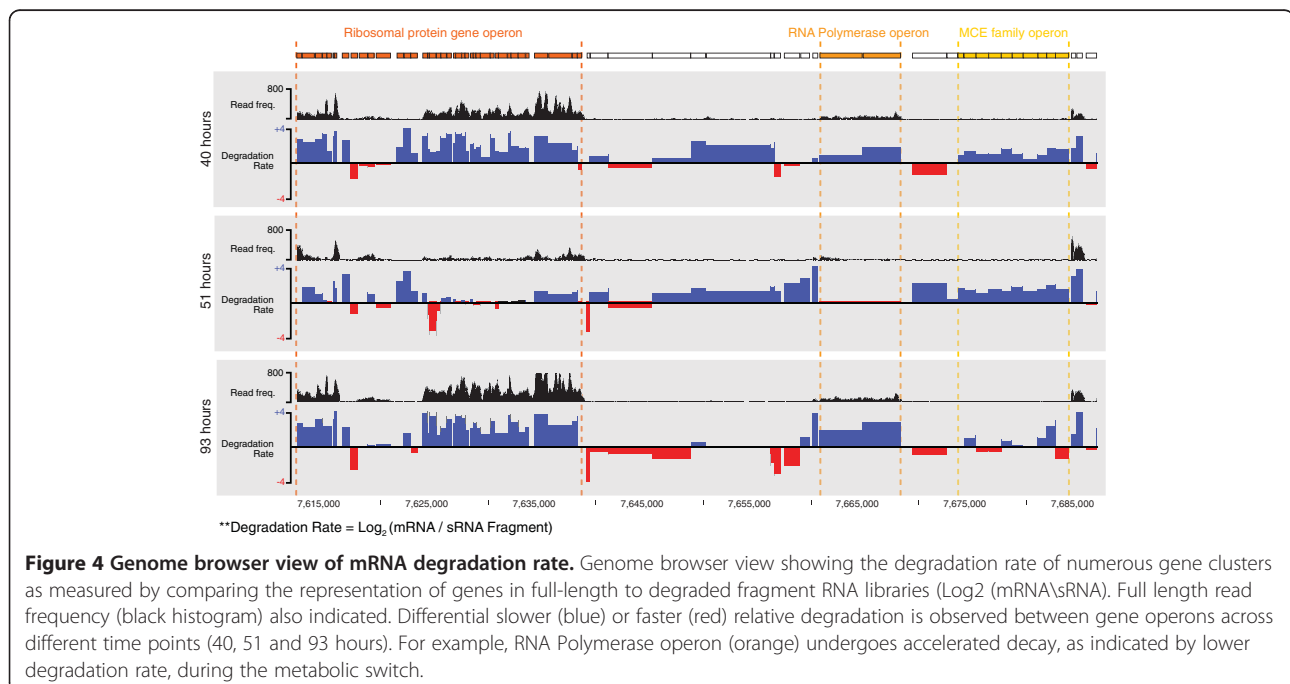 Ribosomal protein gene operon
RNA Polymerase operon
MCE family operon
40 hours
800
Read freq.
+4
Degradation
Rate
-4
51 hours
800
Read freq.
+4
Degradation
Rate
-4
93 hours
800
Read freq.
+4
Degradation
Rate
-4
7,615,000 7,625,000 7,635,000 7,645,000 7,655,000 7,665,000 7,675,000 7,685,000
**Degradation Rate = Log2 (mRNA / sRNA Fragment)
Figure 4 Genome browser view of mRNA degradation rate. Genome browser view showing the degradation rate of numerous gene clusters
as measured by comparing the representation of genes in full-length to degraded fragment RNA libraries (Log2 (mRNA\sRNA). Full length read
frequency (black histogram) also indicated. Differential slower (blue) or faster (red) relative degradation is observed between gene operons across
different time points (40, 51 and 93 hours). For example, RNA Polymerase operon (orange) undergoes accelerated decay, as indicated by lower
degradation rate, during the metabolic switch.